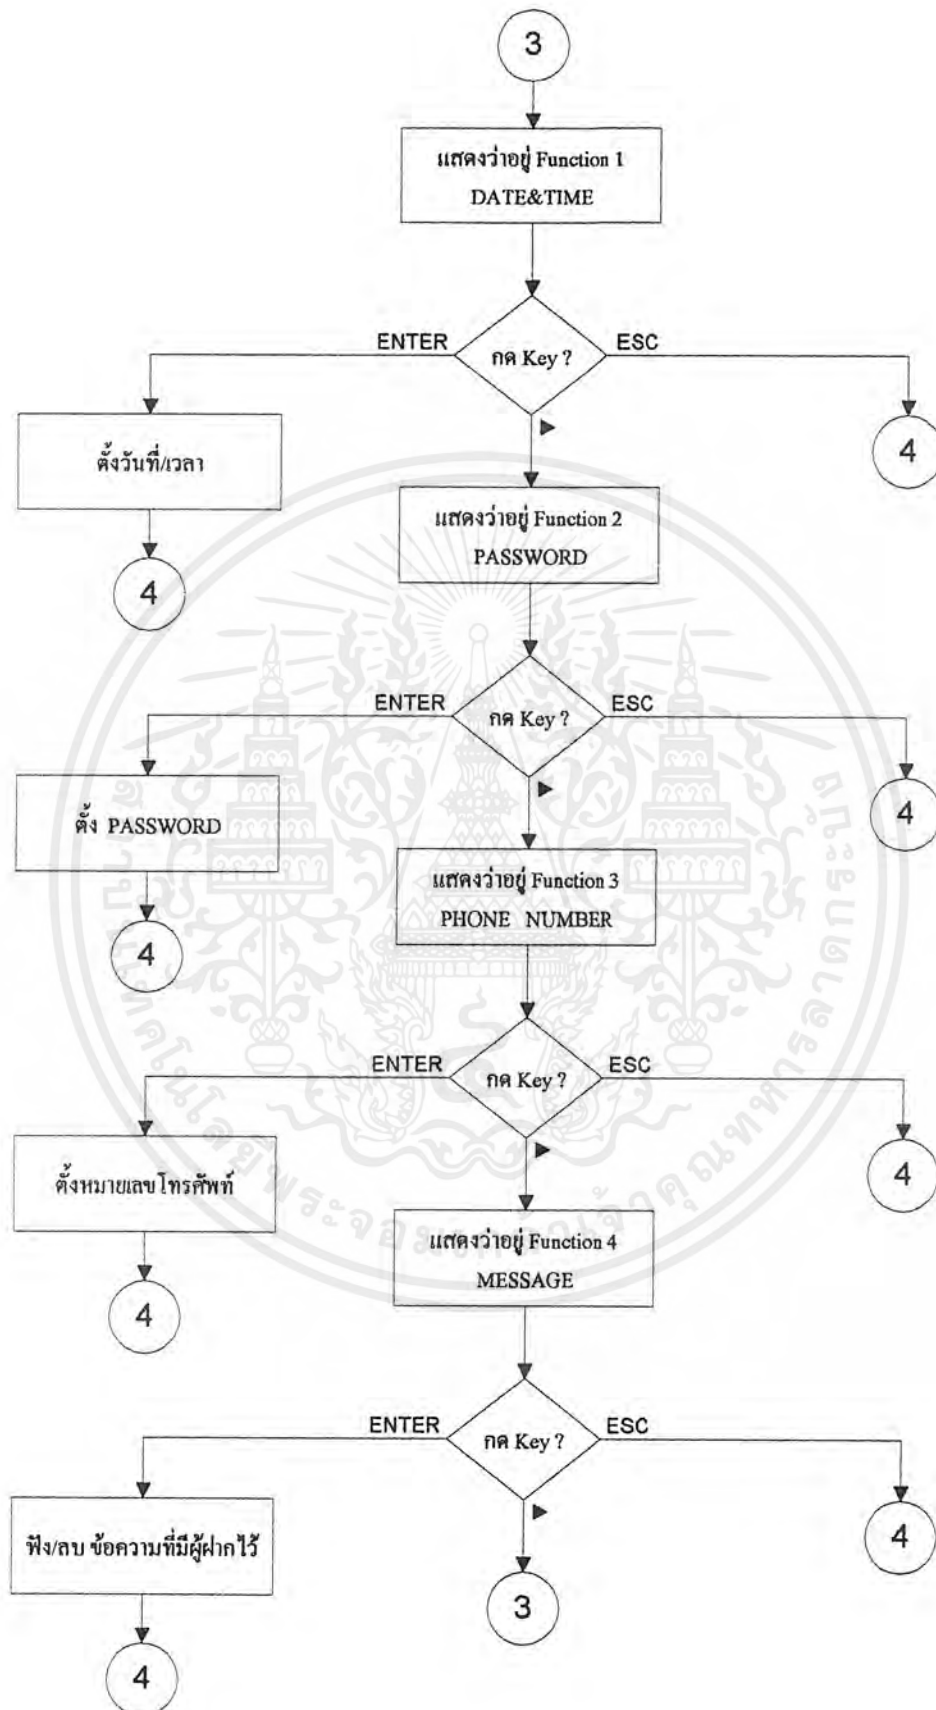 3
แสดงว่าอยู่ Function 1
DATE&TIME
ENTER
กด Key ?
ESC
▶
4
ตั้งวันที่/เวลา
4
แสดงว่าอยู่ Function 2
PASSWORD
ENTER
กด Key ?
ESC
▶
4
ตั้ง PASSWORD
4
แสดงว่าอยู่ Function 3
PHONE NUMBER
ENTER
กด Key ?
ESC
▶
4
ตั้งหมายเลขโทรศัพท์
4
แสดงว่าอยู่ Function 4
MESSAGE
ENTER
กด Key ?
ESC
▶
4
ฟัง/ลบ ข้อความที่มีผู้ฝากไว้
3
4